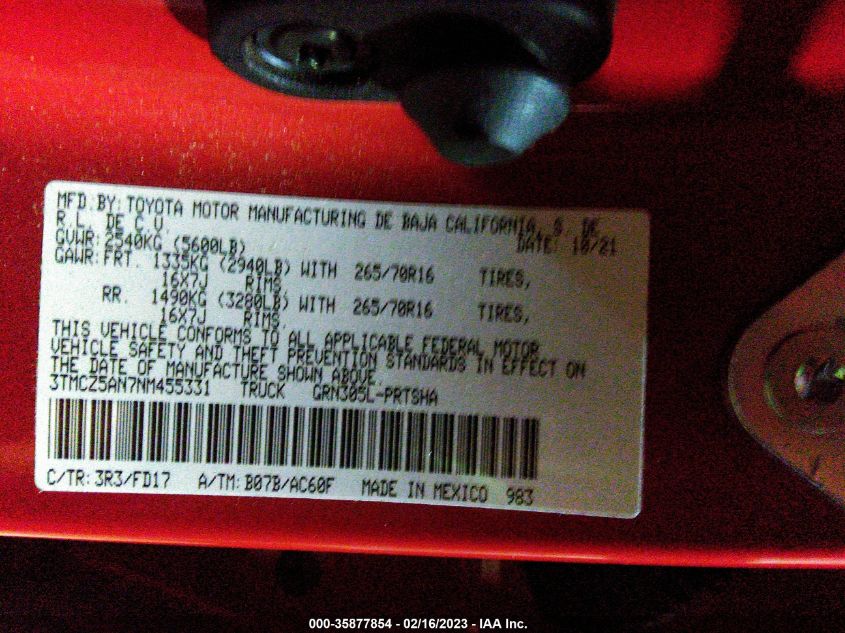 MFD. BY: TOYOTA MOTOR MANUFACTURING DE BAJA CALIFORNIA, S. DE
R.L. DE C.V. DATE: 10/21
GVWR: 2540KG (5600LB)
GAWR: FRT. 1335KG (2940LB) WITH 265/70R16 TIRES,
16X7J RIMS,
RR. 1490KG (3280LB) WITH 265/70R16 TIRES,
16X7J RIMS,
THIS VEHICLE CONFORMS TO ALL APPLICABLE FEDERAL MOTOR
VEHICLE SAFETY AND THEFT PREVENTION STANDARDS IN EFFECT ON
THE DATE OF MANUFACTURE SHOWN ABOVE.
3TMCZ5AN7NM455331 TRUCK GRN305L-PRTSHA
C/TR: 3R3/FD17 A/TM: B07B/AC60F MADE IN MEXICO 983
000-35877854 - 02/16/2023 - IAA Inc.